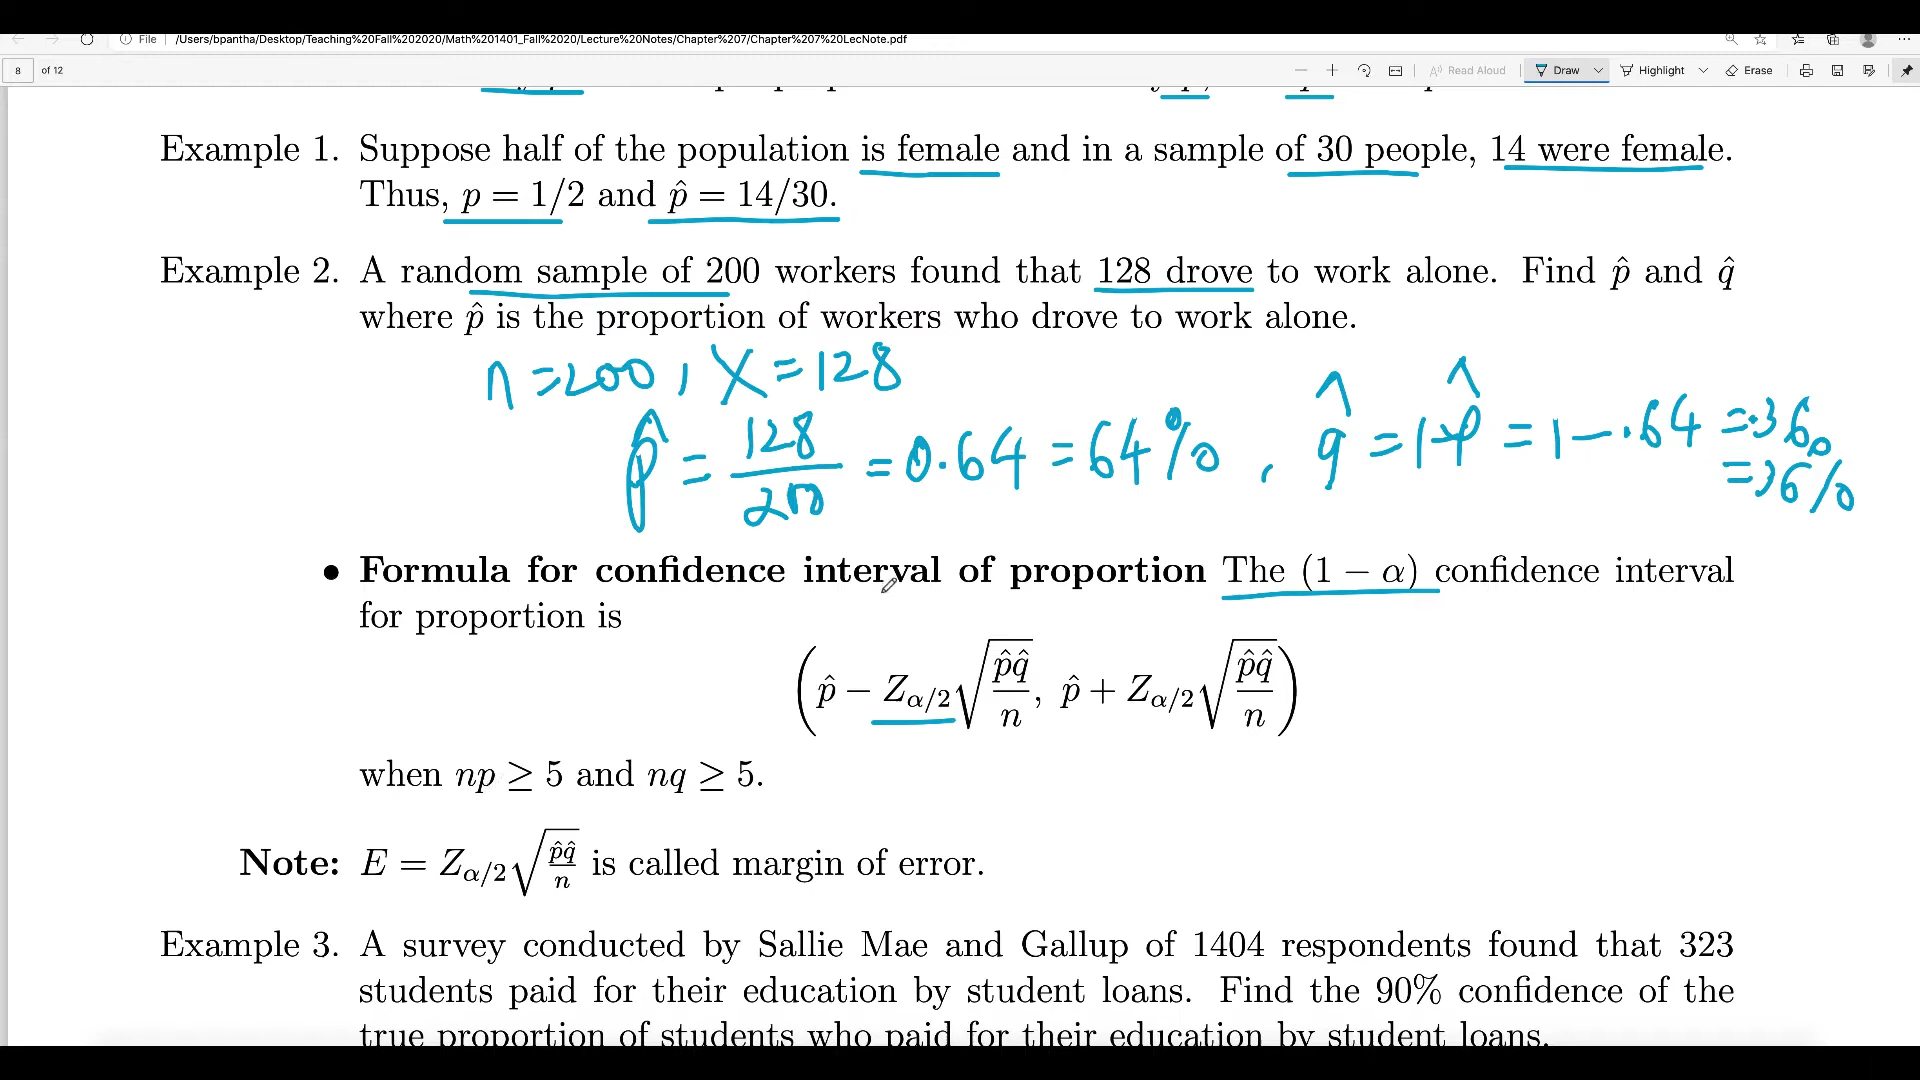 File /Users/bpantha/Desktop/Teaching%20Fall%202020/Math%201401_Fall%2020/Lecture%20Notes/Chapter%207/Chapter%207%20LecNote.pdf
8 of 12 Read Aloud Draw Highlight Erase
Example 1. Suppose half of the population is female and in a sample of 30 people, 14 were female.
Thus, p = 1/2 and p̂ = 14/30.
Example 2. A random sample of 200 workers found that 128 drove to work alone. Find p̂ and q̂
where p̂ is the proportion of workers who drove to work alone.
n = 200, X = 128
p̂ = 128/200 = 0.64 = 64%, q̂ = 1-p̂ = 1-.64 = .36
= 36%
• Formula for confidence interval of proportion The (1 − α) confidence interval
for proportion is
(p̂ − Zα/2 √(p̂q̂/n), p̂ + Zα/2 √(p̂q̂/n))
when np ≥ 5 and nq ≥ 5.
Note: E = Zα/2 √(p̂q̂/n) is called margin of error.
Example 3. A survey conducted by Sallie Mae and Gallup of 1404 respondents found that 323
students paid for their education by student loans. Find the 90% confidence of the
true proportion of students who paid for their education by student loans.